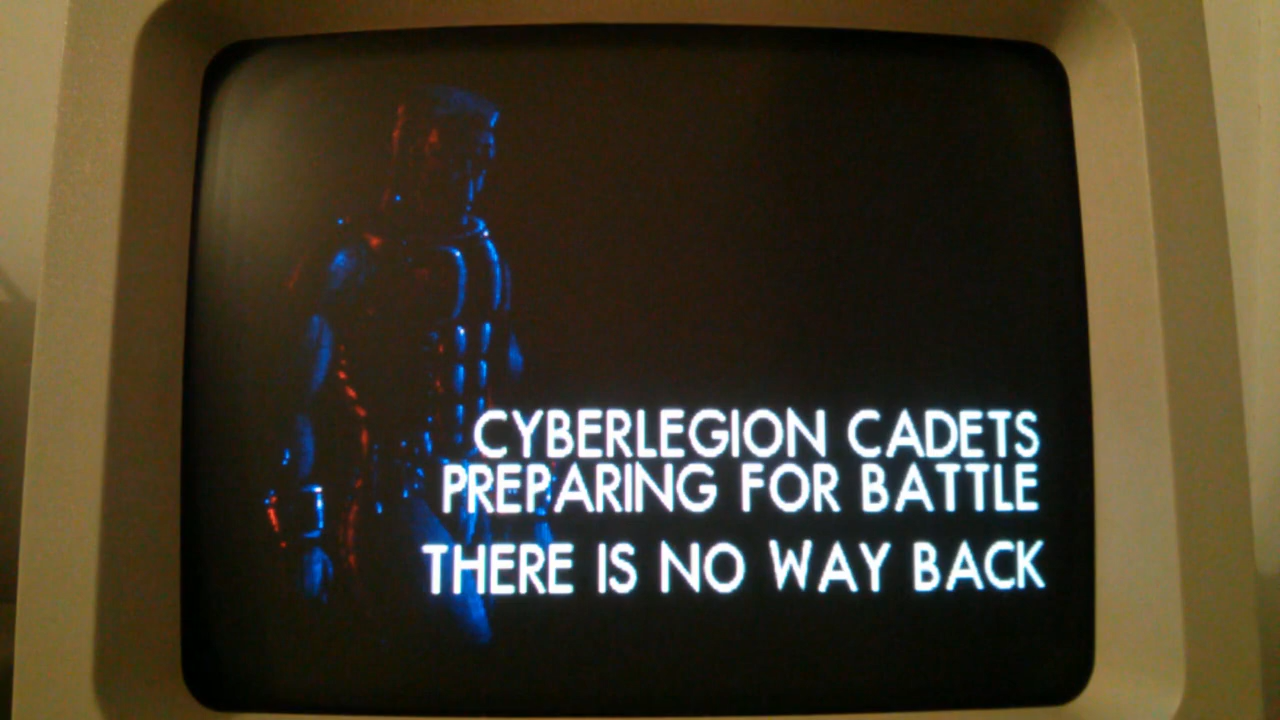 CYBERLEGION CADETS
PREPARING FOR BATTLE
THERE IS NO WAY BACK